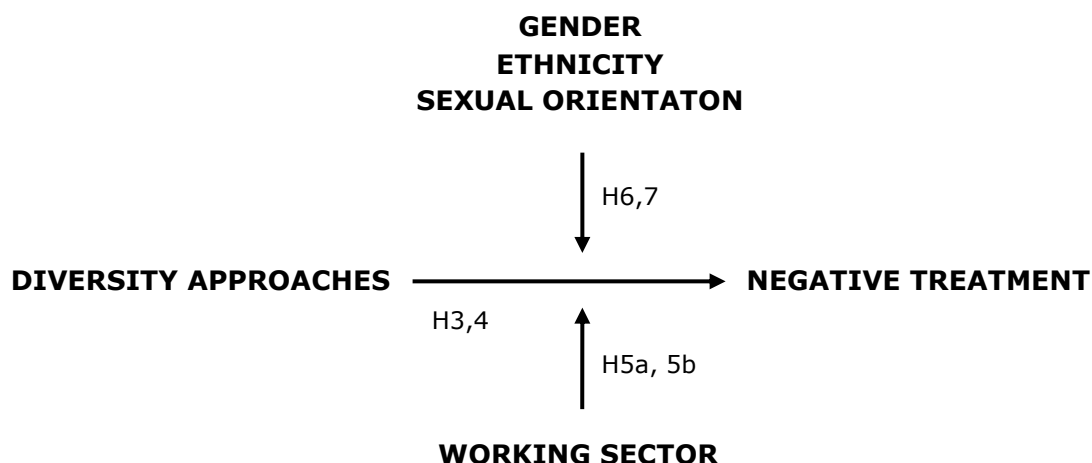 GENDER
ETHNICITY
SEXUAL ORIENTATON
H6,7
DIVERSITY APPROACHES
NEGATIVE TREATMENT
H3,4
H5a, 5b
WORKING SECTOR